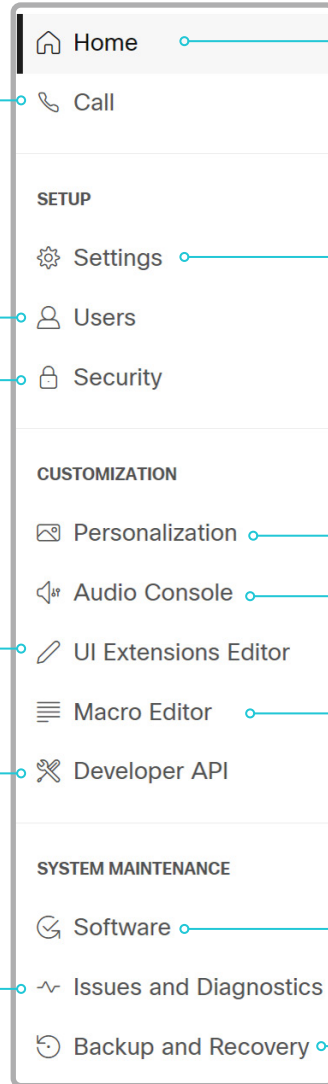 Home
Call
SETUP
Settings
Users
Security
CUSTOMIZATION
Personalization
Audio Console
UI Extensions Editor
Macro Editor
Developer API
SYSTEM MAINTENANCE
Software
Issues and Diagnostics
Backup and Recovery